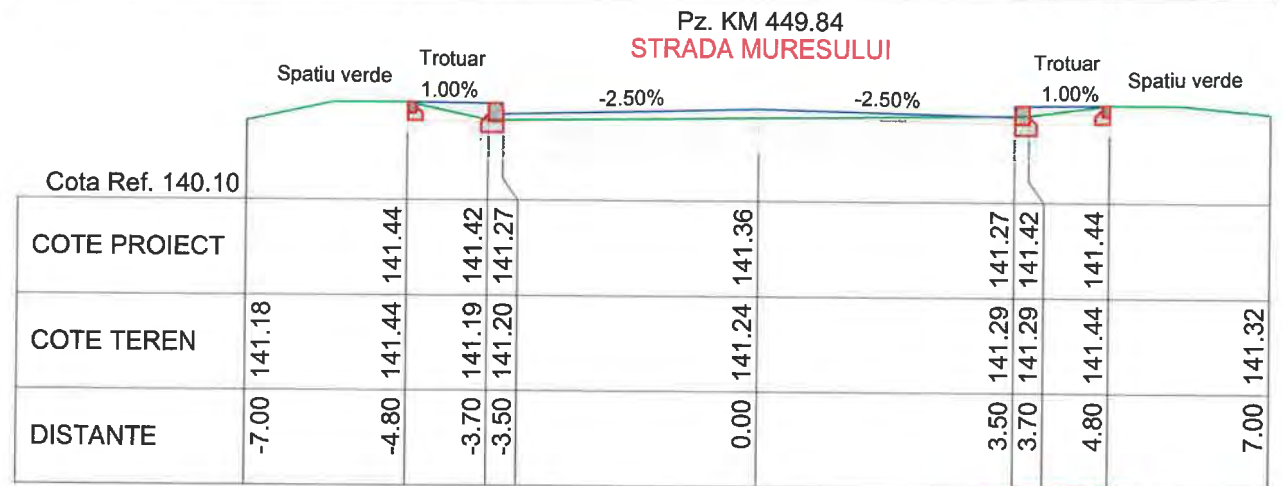 Pz. KM 449.84
STRADA MURESULUI
Spatiu verde
Trotuar
1.00%
-2.50%
-2.50%
Trotuar
1.00%
Spatiu verde
Cota Ref. 140.10
COTE PROIECT 141.44 141.42 141.27 141.36 141.27 141.42 141.44
COTE TEREN 141.18 141.44 141.19 141.20 141.24 141.29 141.29 141.44 141.32
DISTANTE -7.00 -4.80 -3.70 -3.50 0.00 3.50 3.70 4.80 7.00